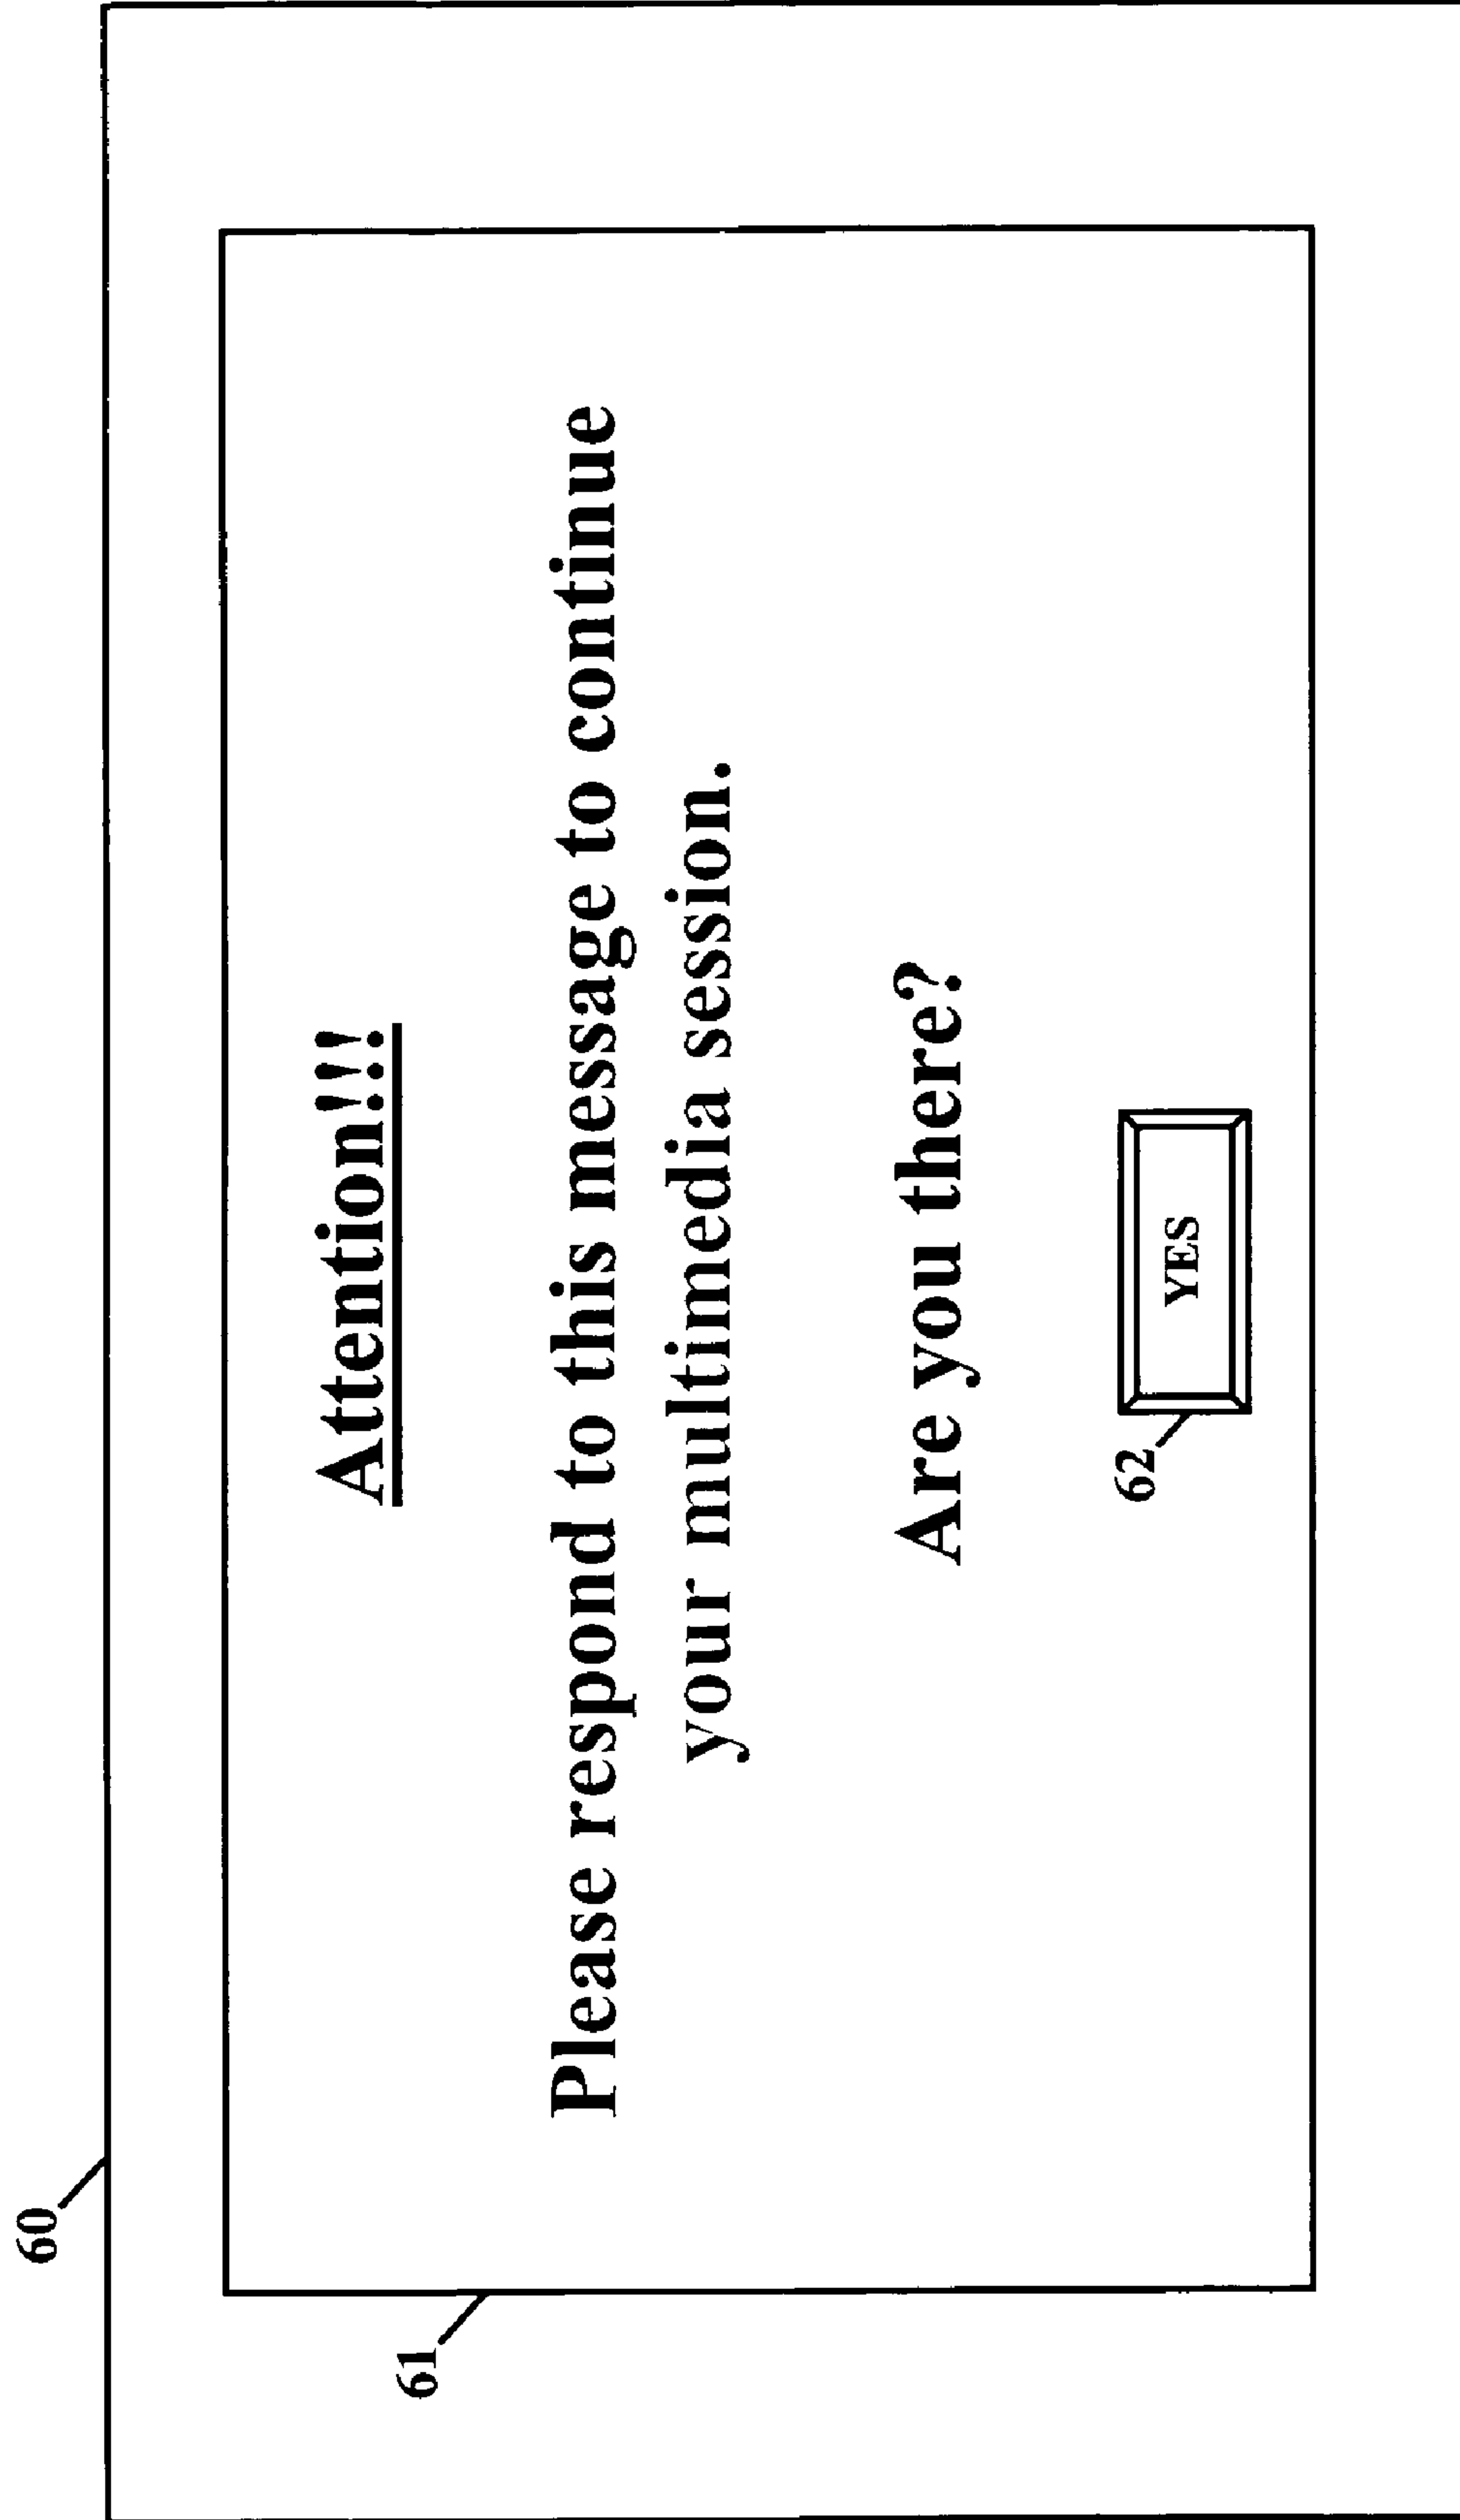 60
61
Attention!!!
Please respond to this message to continue
your multimedia session.
Are you there?
62
YES